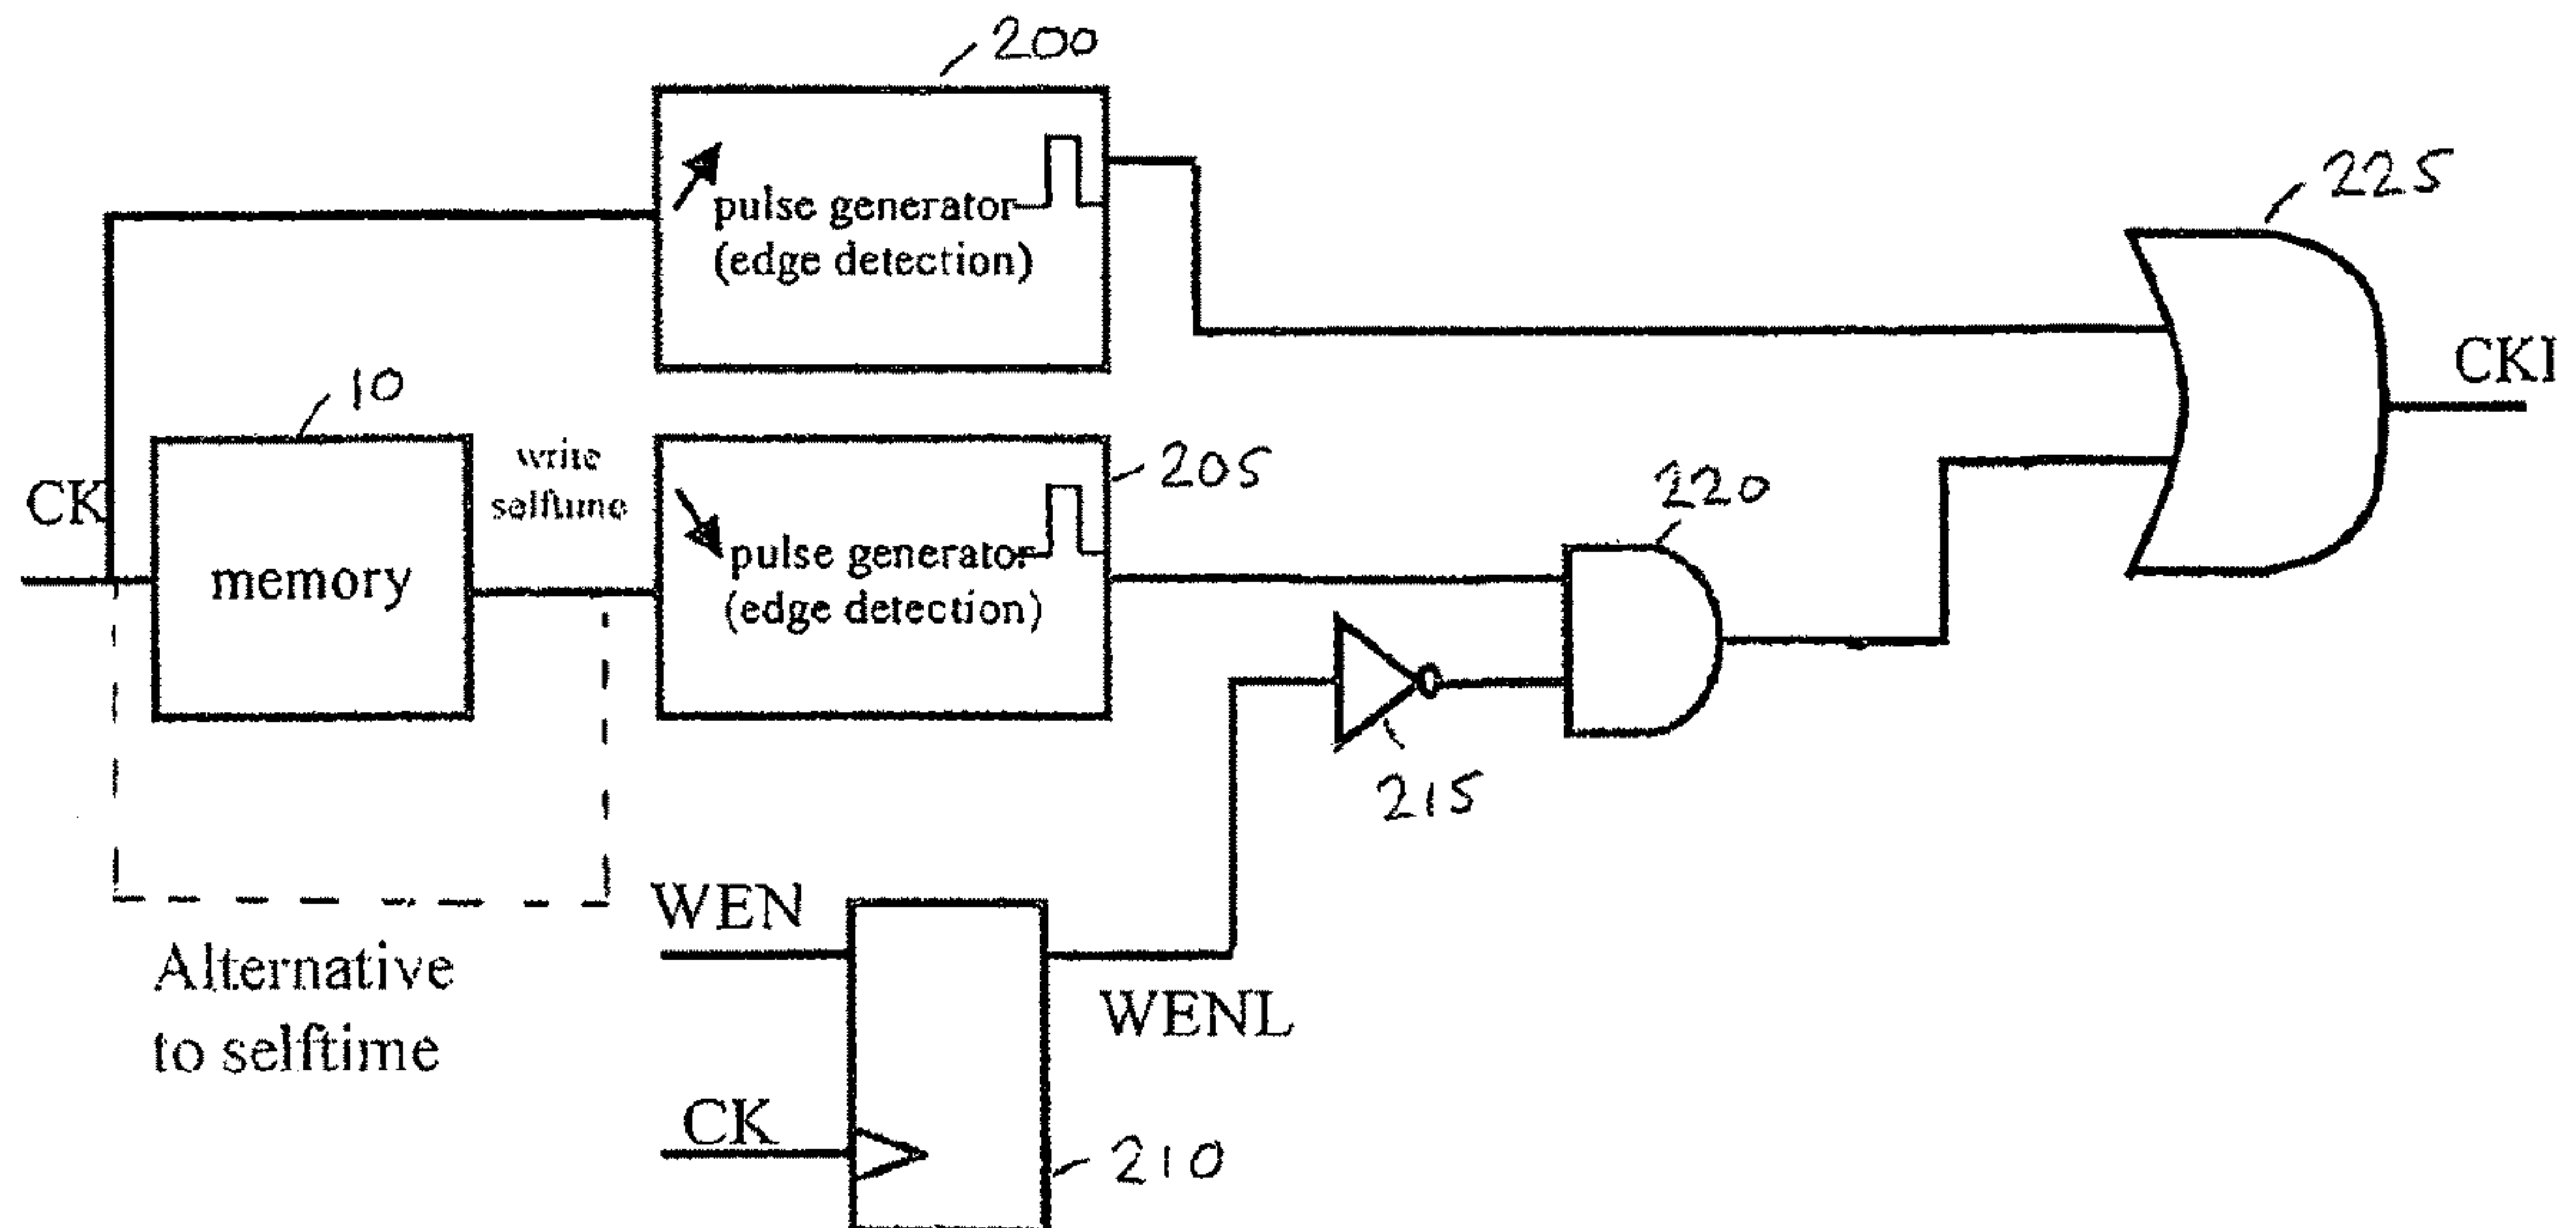 200
pulse generator
(edge detection)
225
CKI
10
CK
memory
write
selftime
205
pulse generator
(edge detection)
220
215
Alternative
to selftime
WEN
WENL
CK
210